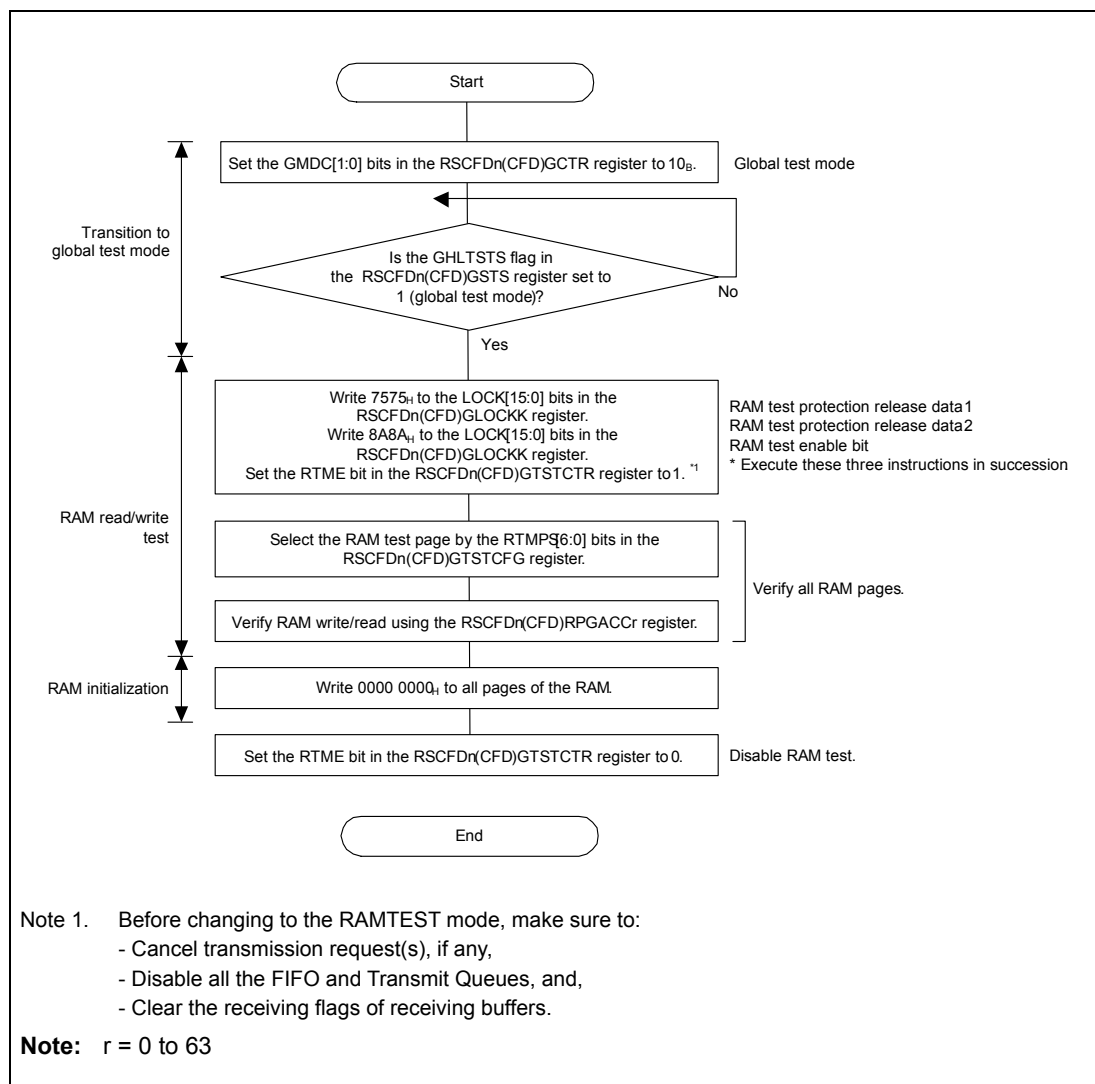 Start
Set the GMDC[1:0] bits in the RSCFDn(CFD)GCTR register to 10B.
Global test mode
Transition to
global test mode
Is the GHLTSTS flag in
the RSCFDn(CFD)GSTS register set to
1 (global test mode)?
No
Yes
Write 7575H to the LOCK[15:0] bits in the
RSCFDn(CFD)GLOCKK register.
Write 8A8AH to the LOCK[15:0] bits in the
RSCFDn(CFD)GLOCKK register.
Set the RTME bit in the RSCFDn(CFD)GTSTCTR register to 1. *1
RAM test protection release data1
RAM test protection release data2
RAM test enable bit
* Execute these three instructions in succession
RAM read/write
test
Select the RAM test page by the RTMPS[6:0] bits in the
RSCFDn(CFD)GTSTCFG register.
Verify RAM write/read using the RSCFDn(CFD)RPGACCr register.
Verify all RAM pages.
RAM initialization
Write 0000 0000H to all pages of the RAM.
Set the RTME bit in the RSCFDn(CFD)GTSTCTR register to 0.
Disable RAM test.
End
Note 1. Before changing to the RAMTEST mode, make sure to:
- Cancel transmission request(s), if any,
- Disable all the FIFO and Transmit Queues, and,
- Clear the receiving flags of receiving buffers.
Note: r = 0 to 63